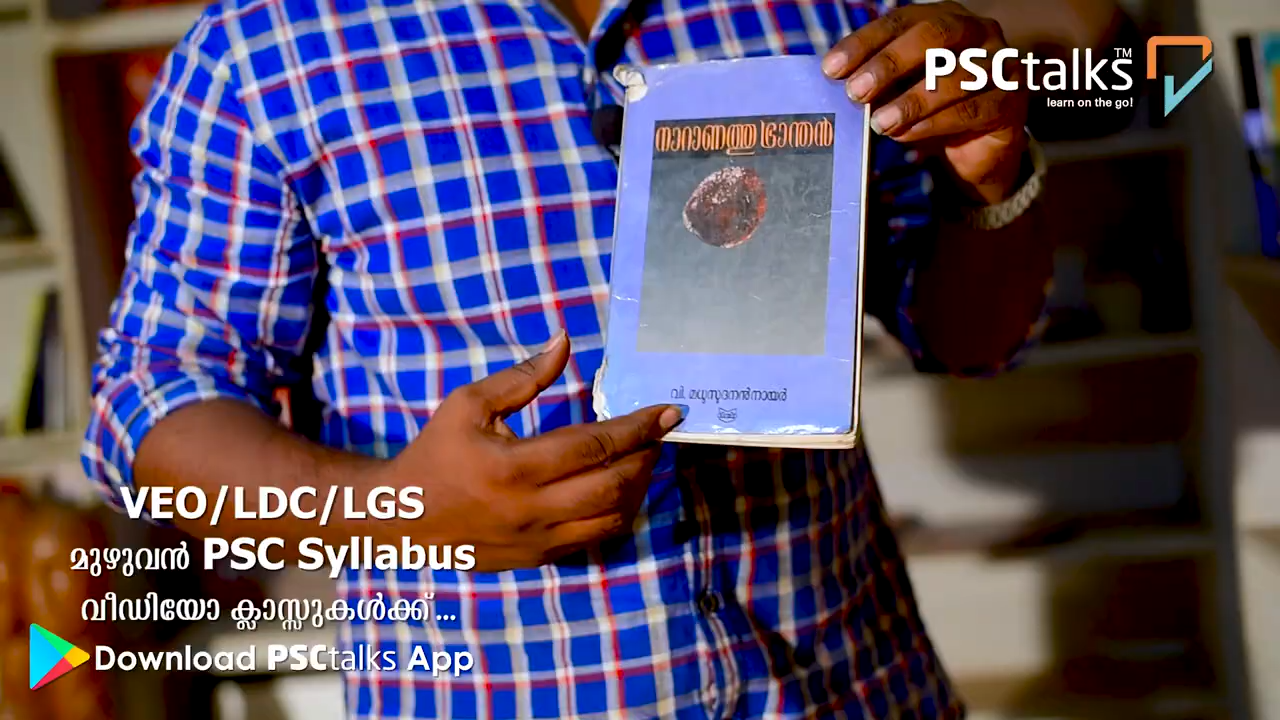 PSCtalks™
learn on the go!
നാറാണത്തു ഭ്രാന്തൻ
വി. മധുസൂദനൻനായർ
VEO/LDC/LGS
മുഴുവൻ PSC Syllabus
വീഡിയോ ക്ലാസ്സുകൾക്ക്...
Download PSCtalks App